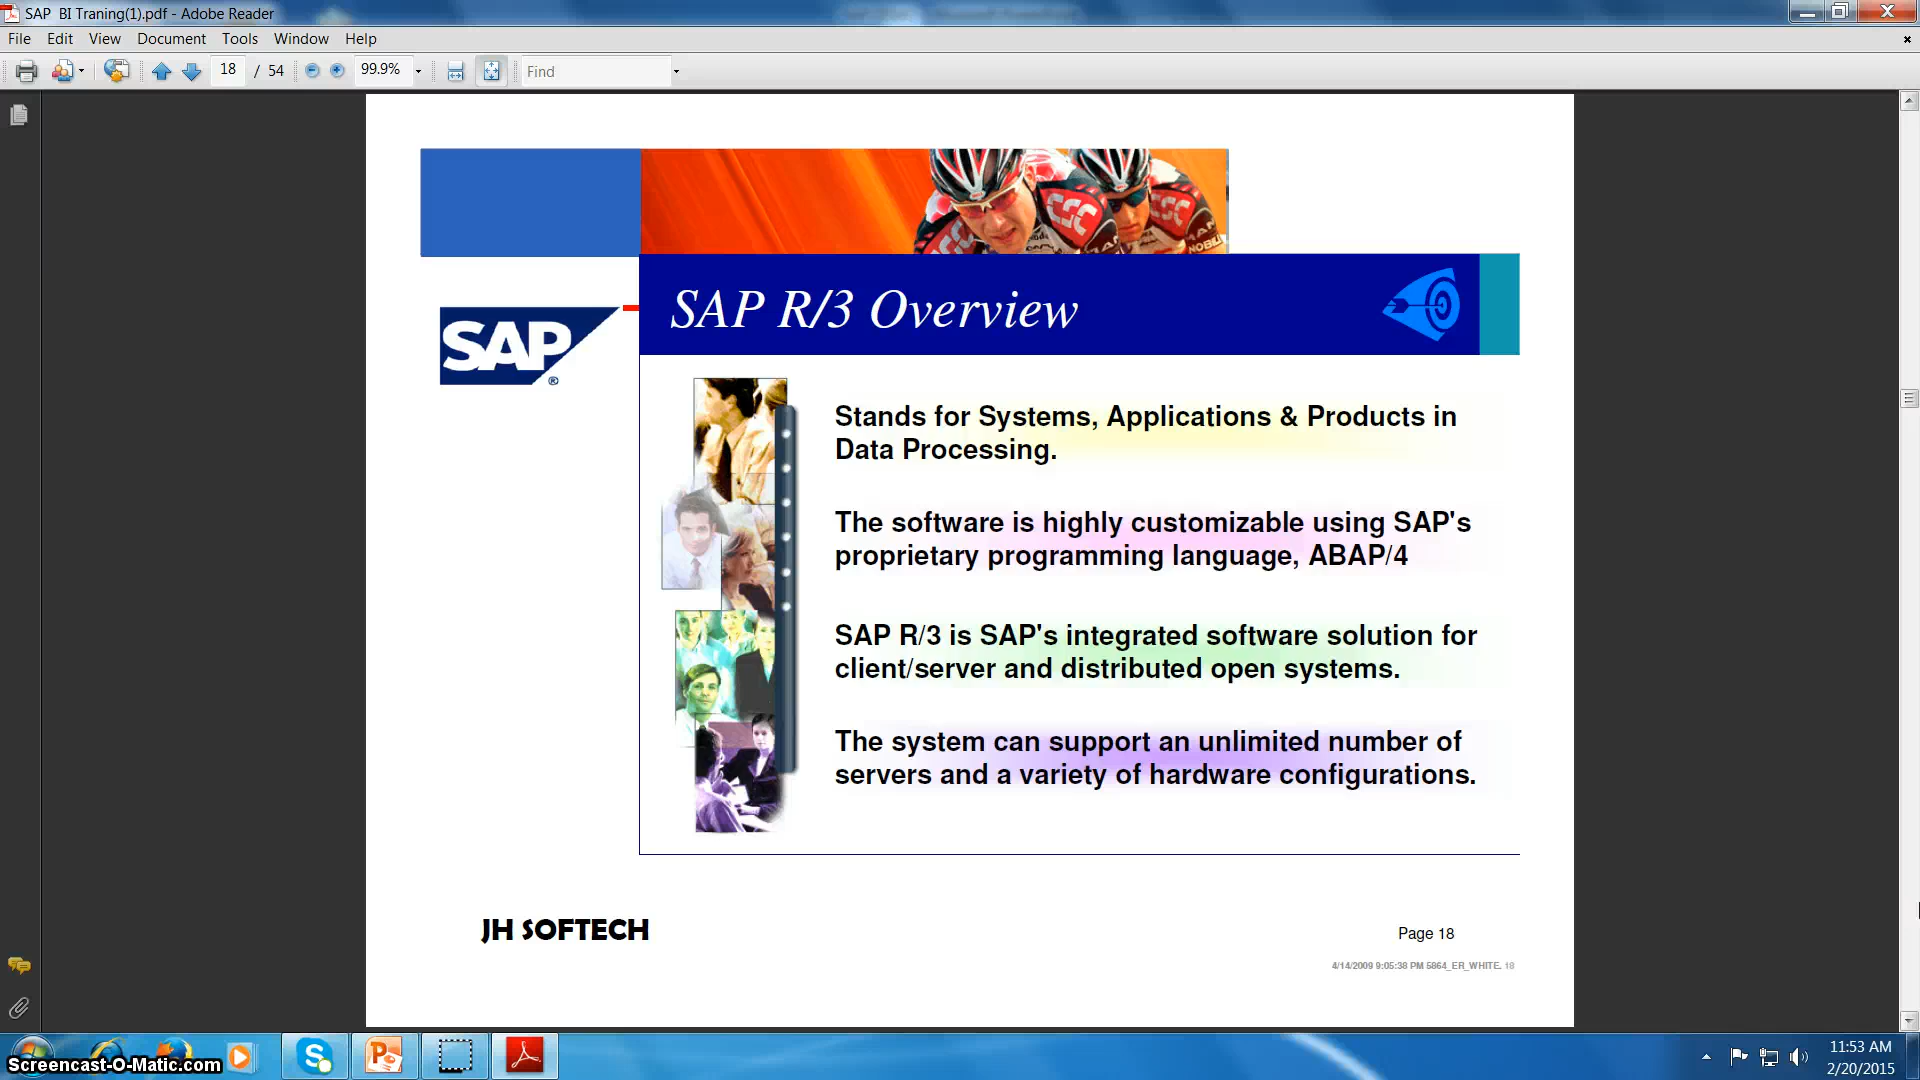 SAP  BI Traning(1).pdf - Adobe Reader
File Edit View Document Tools Window Help
18 / 54 99.9% Find
CSC CSC
SAP R/3 Overview
SAP ®
Stands for Systems, Applications & Products in
Data Processing.
The software is highly customizable using SAP's
proprietary programming language, ABAP/4
SAP R/3 is SAP's integrated software solution for
client/server and distributed open systems.
The system can support an unlimited number of
servers and a variety of hardware configurations.
JH SOFTECH
Page 18
4/14/2009 9:05:38 PM 5864_ER_WHITE. 18
Screencast-O-Matic.com
11:53 AM
2/20/2015